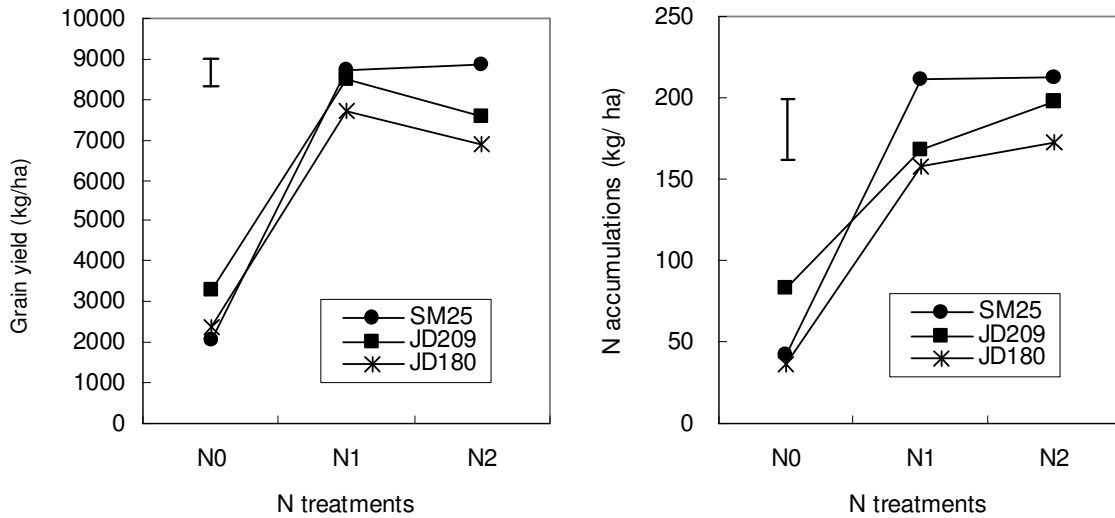 Grain yield (kg/ha)
10000
9000
8000
7000
6000
5000
4000
3000
2000
1000
0
SM25
JD209
JD180
N0 N1 N2
N treatments
N accumulations (kg/ ha)
250
200
150
100
50
0
SM25
JD209
JD180
N0 N1 N2
N treatments